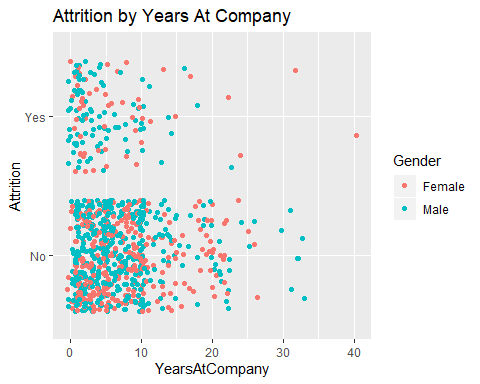 Attrition by Years At Company
Attrition
Yes
No
0 10 20 30 40
YearsAtCompany
Gender
Female
Male